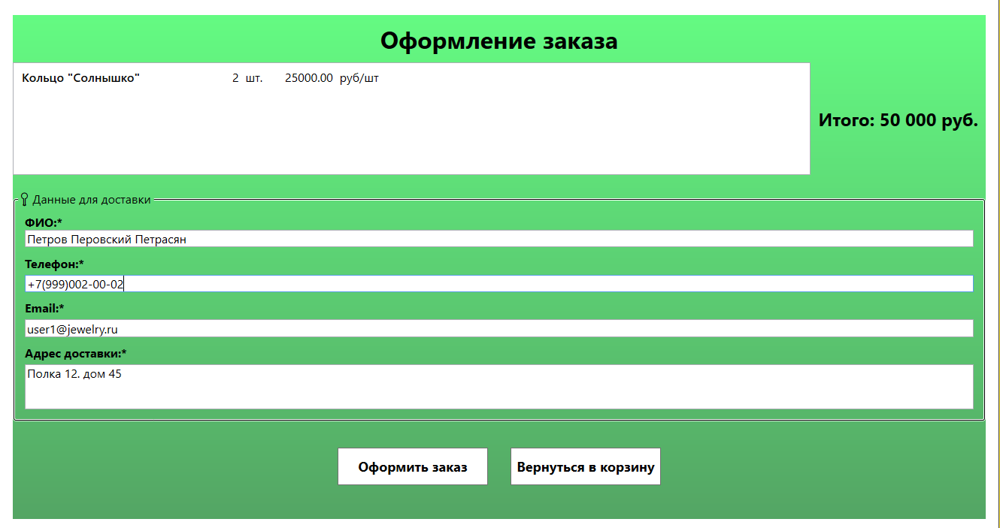 Оформление заказа
Кольцо "Солнышко" 2 шт. 25000.00 руб/шт
Итого: 50 000 руб.
Данные для доставки
ФИО:*
Петров Перовский Петрасян
Телефон:*
+7(999)002-00-02
Email:*
user1@jewelry.ru
Адрес доставки:*
Полка 12. дом 45
Оформить заказ Вернуться в корзину